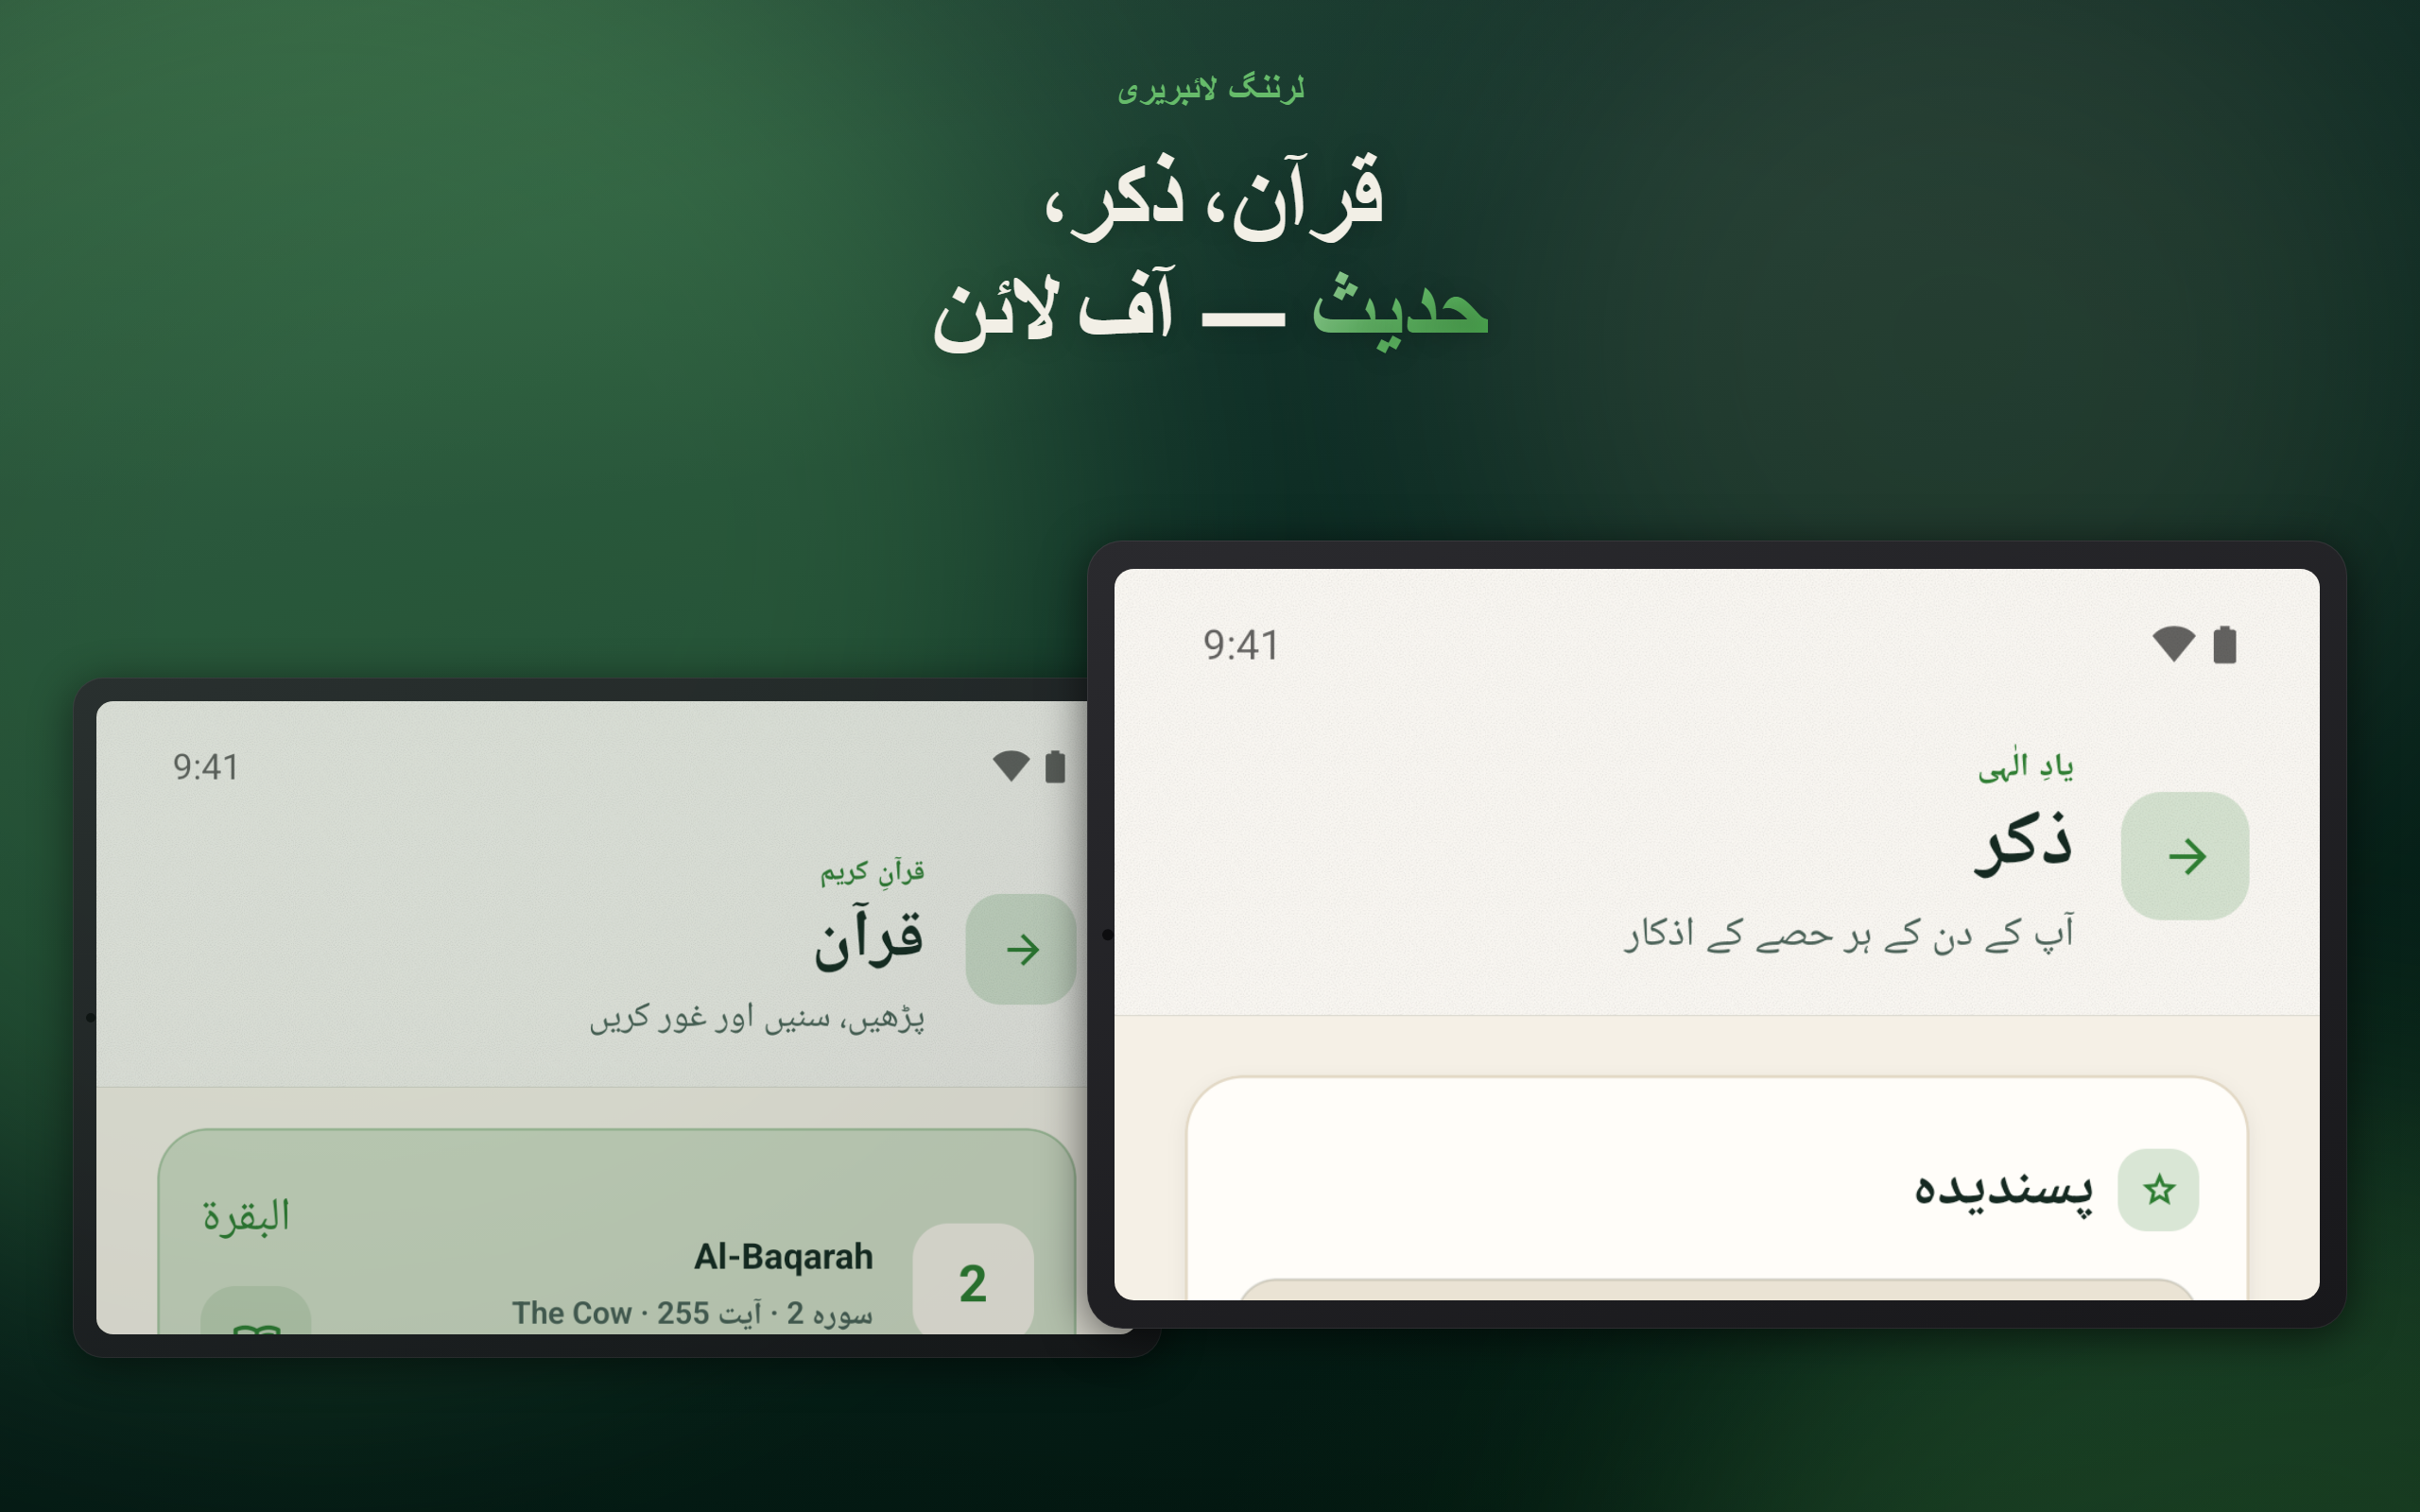 لرننگ لائبریری
قرآن، ذکر،
حدیث — آف لائن
9:41
یادِ الٰہی
ذکر
آپ کے دن کے ہر حصے کے اذکار
پسندیدہ
9:41
قرآنِ کریم
قرآن
پڑھیں، سنیں اور غور کریں
البقرة
Al-Baqarah
2
سورہ 2 · آیت 255 · The Cow